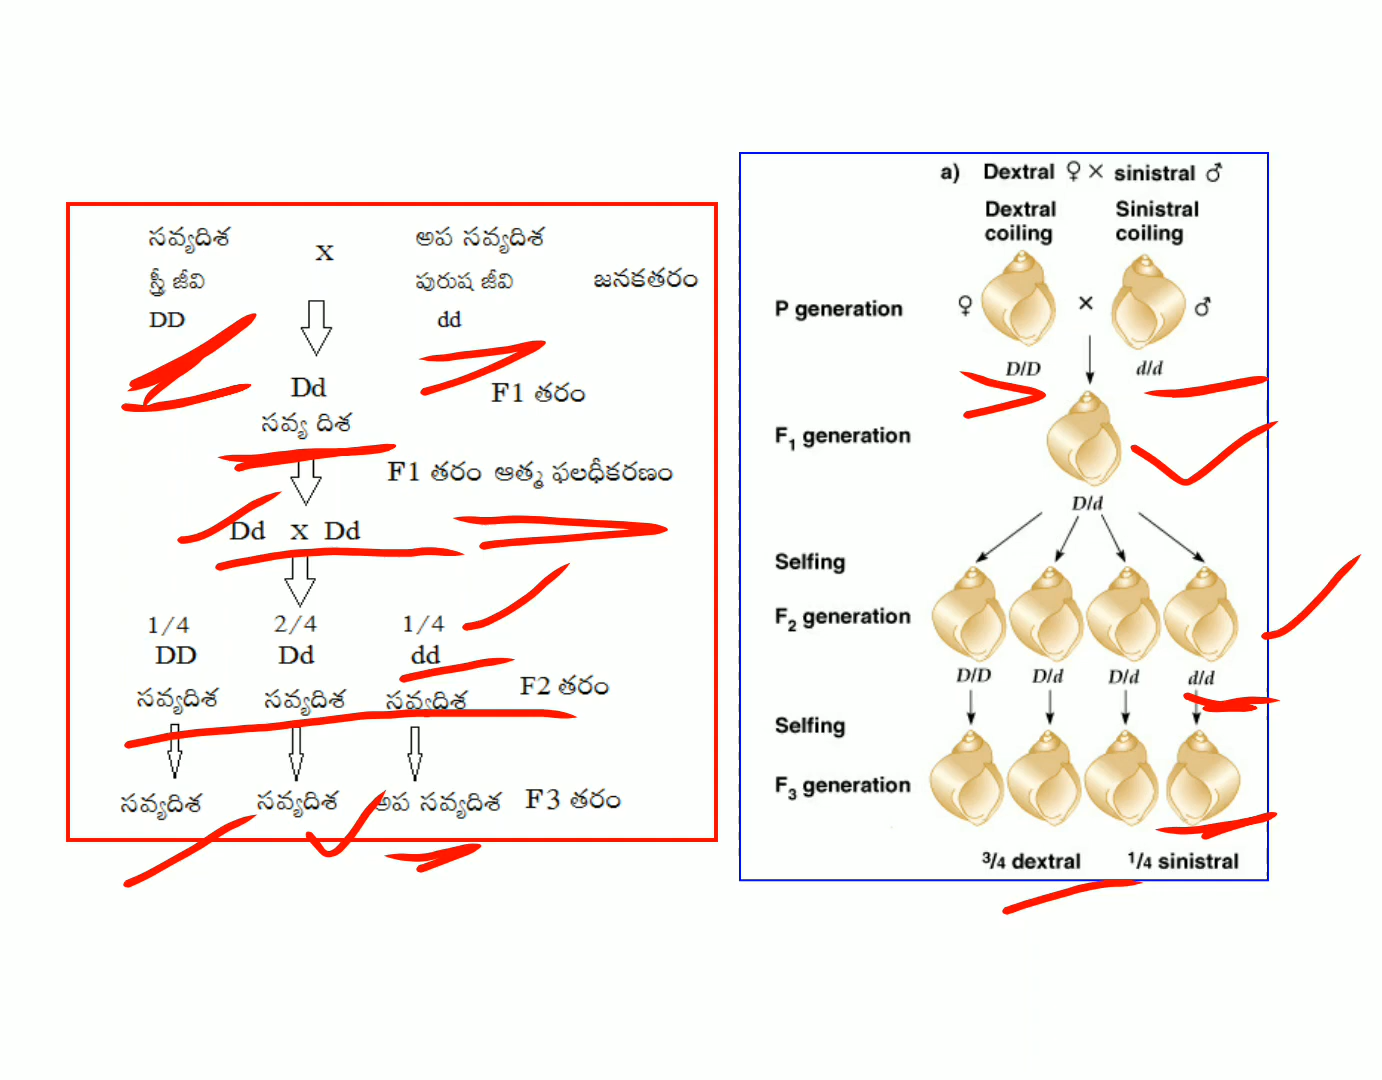 సవ్యదిశ x అప సవ్యదిశ
స్త్రీ జీవి పురుష జీవి జనకతరం
DD dd
Dd F1 తరం
సవ్య దిశ
F1 తరం ఆత్మ ఫలధీకరణం
Dd x Dd
1/4 2/4 1/4
DD Dd dd
సవ్యదిశ సవ్యదిశ సవ్యదిశ F2 తరం
సవ్యదిశ సవ్యదిశ అప సవ్యదిశ F3 తరం
a) Dextral ♀ × sinistral ♂
Dextral coiling Sinistral coiling
P generation ♀ × ♂
D/D d/d
F1 generation
D/d
Selfing
F2 generation
D/D D/d D/d d/d
Selfing
F3 generation
3/4 dextral 1/4 sinistral